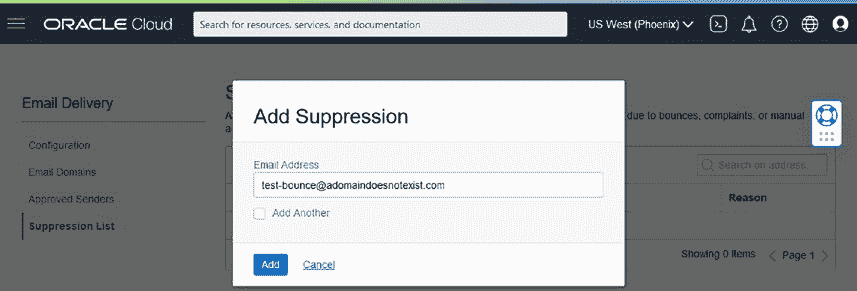 ORACLE Cloud
Search for resources, services, and documentation
US West (Phoenix)
Email Delivery
Configuration
Email Domains
Approved Senders
Suppression List
S
A
a
due to bounces, complaints, or manual
Search on address
Reason
Showing 0 Items
Page 1
Add Suppression
Email Address
test-bounce@adomaindoesnotexist.com
Add Another
Add
Cancel